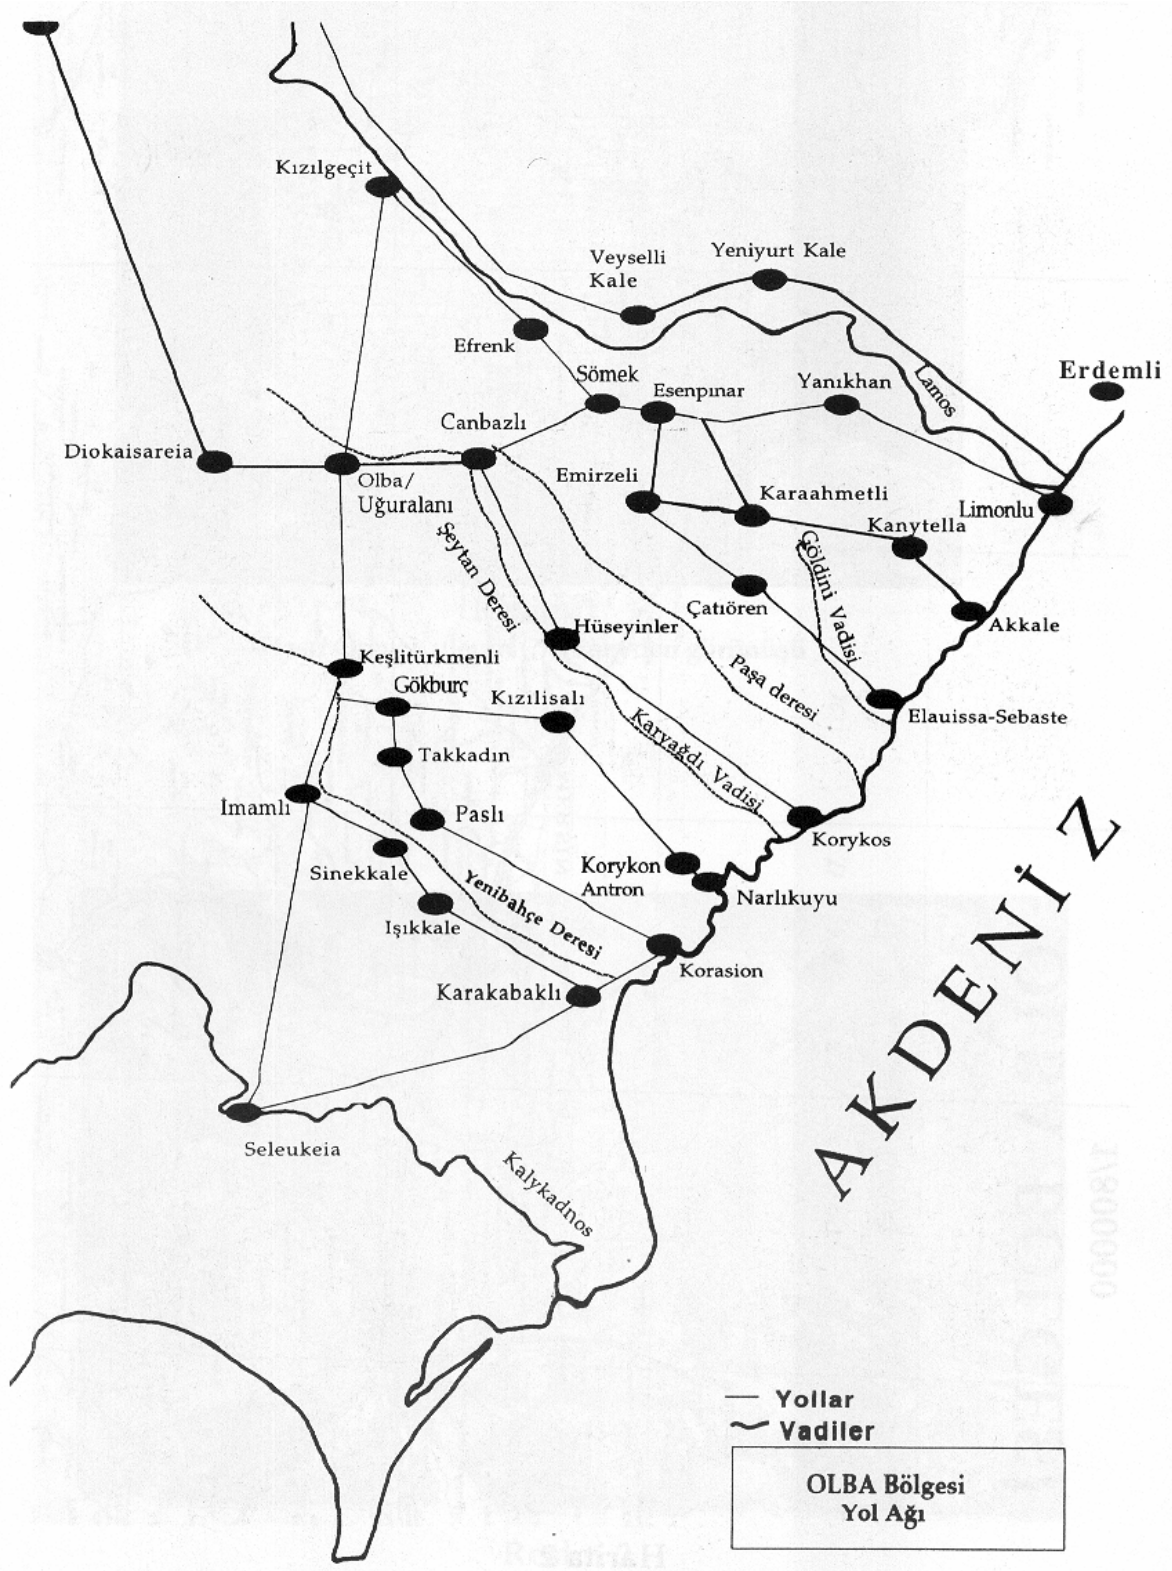 Kızılgeçit
Veyselli
Kale
Yeniyurt Kale
Efrenk
Sömek
Esenpınar
Yanıkhan
Lamos
Erdemli
Canbazlı
Diokaisareia
Olba/
Uğuralanı
Emirzeli
Karaahmetli
Limonlu
Kanytella
Şeytan Deresi
Göldini Vadisi
Çatıören
Akkale
Hüseyinler
Keşlitürkmenli
Gökburç
Kızılisalı
Paşa deresi
Elauissa-Sebaste
Karyağdı Vadisi
Takkadın
İmamlı
Paslı
Korykos
Sinekkale
Korykon
Antron
Narlıkuyu
Yenibahçe Deresi
Işıkkale
Korasion
Karakabaklı
AKDENİZ
Seleukeia
Kalykadnos
1/800000
Yollar
Vadiler
OLBA Bölgesi
Yol Ağı